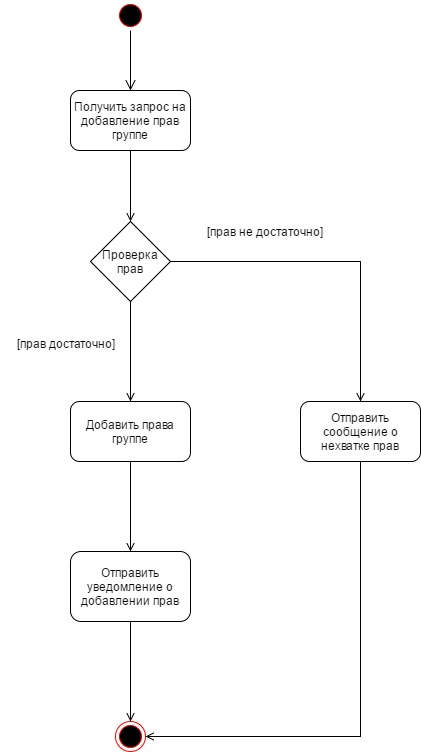 Получить запрос на
добавление прав
группе
[прав не достаточно]
Проверка
прав
[прав достаточно]
Добавить права
группе
Отправить
сообщение о
нехватке прав
Отправить
уведомление о
добавлении прав